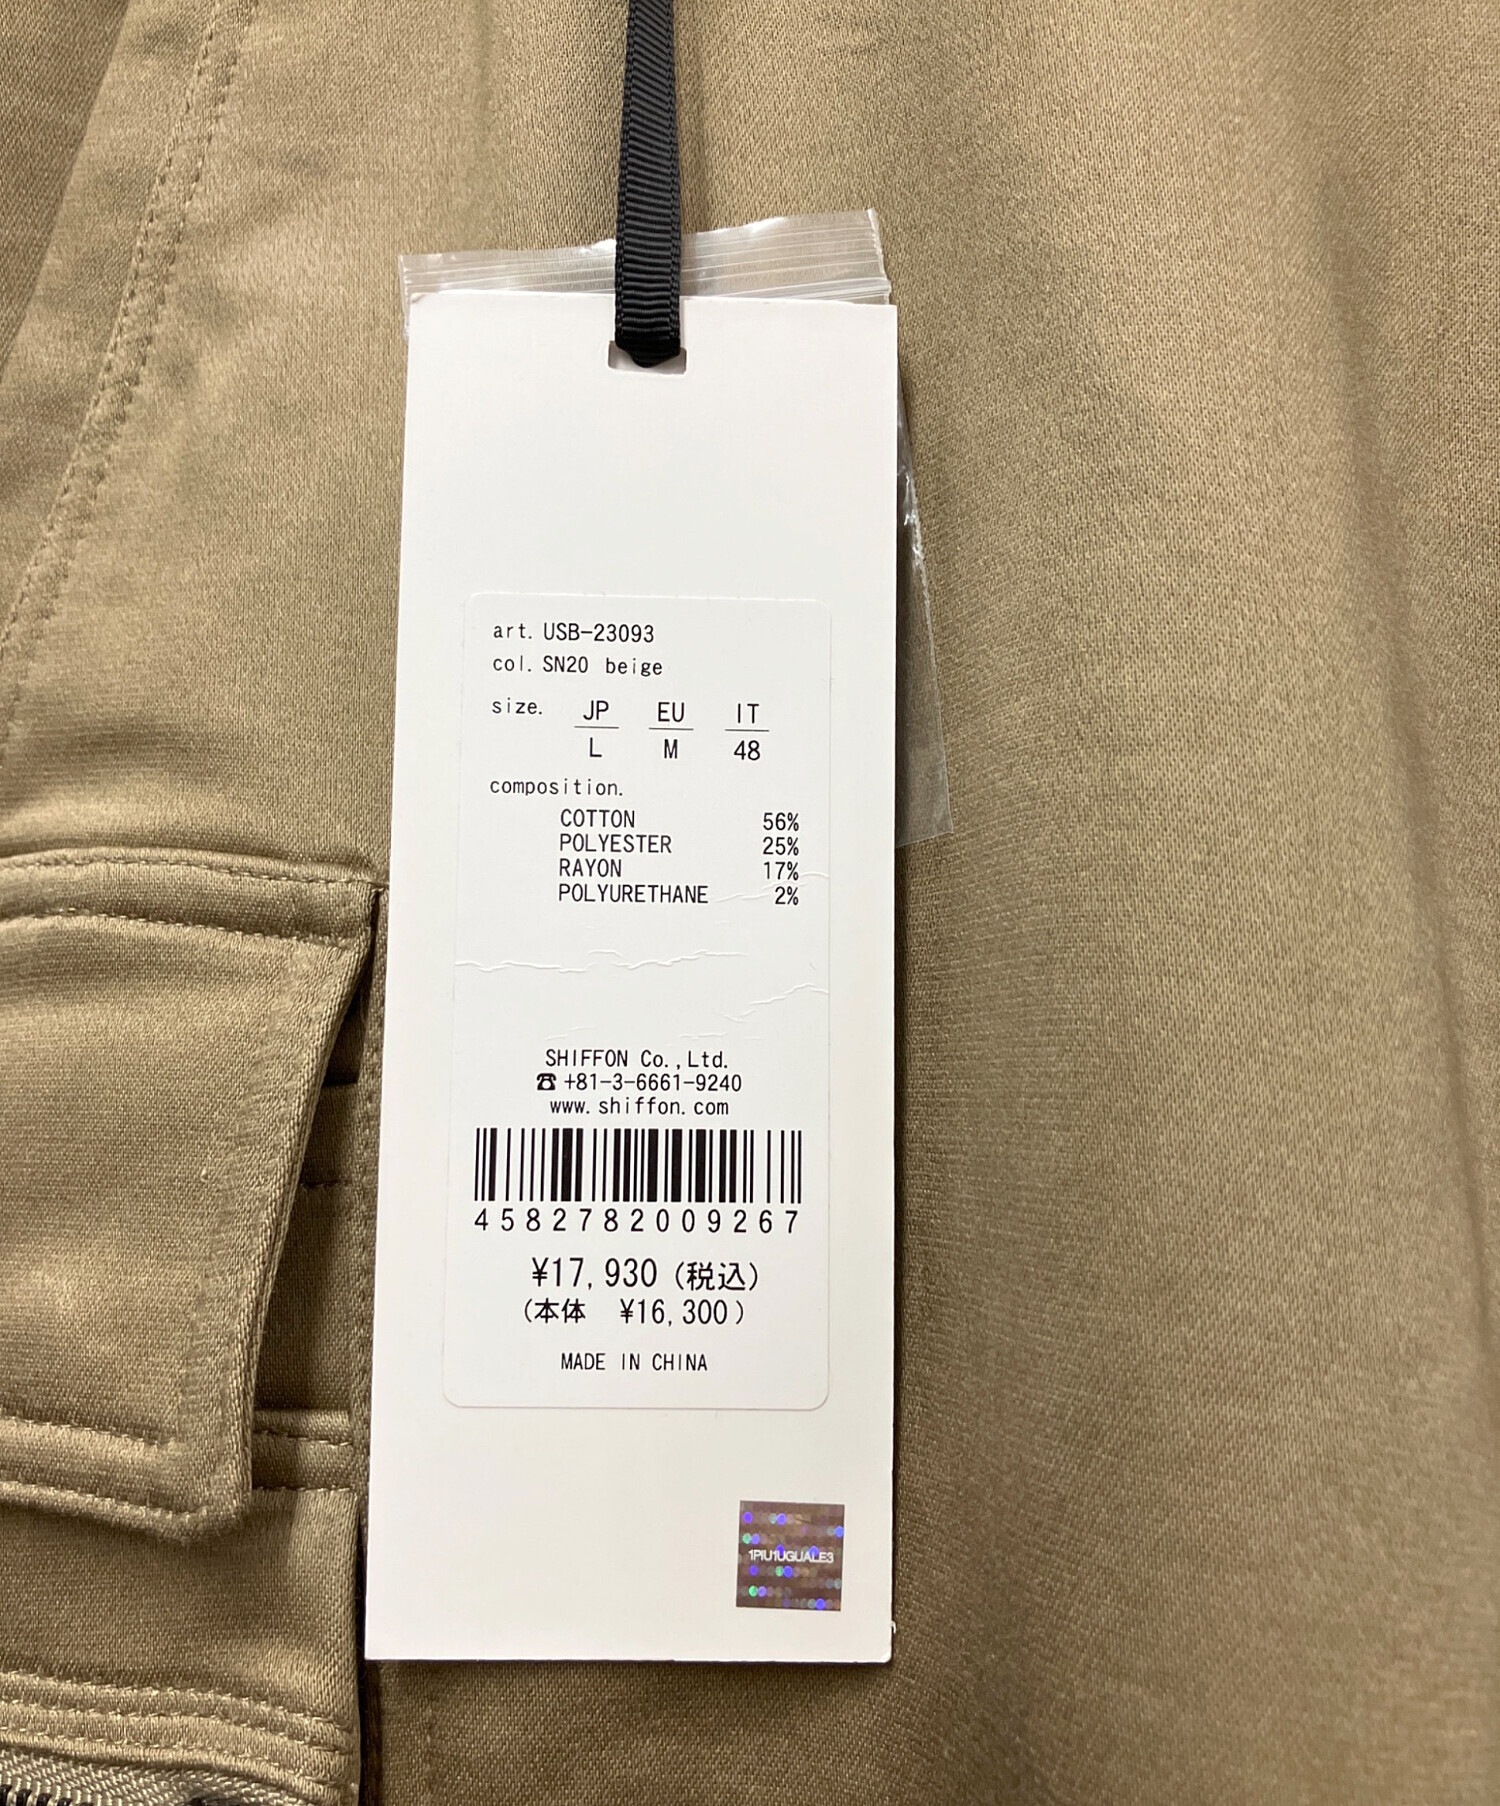 art. USB-23093
col. SN20 beige
size. JP EU IT
L M 48
composition.
COTTON 56%
POLYESTER 25%
RAYON 17%
POLYURETHANE 2%
SHIFFON Co.,Ltd.
☎ +81-3-6661-9240
www.shiffon.com
4582782009267
¥17,930(税込)
(本体 ¥16,300)
MADE IN CHINA
1PIU1UGUALE3